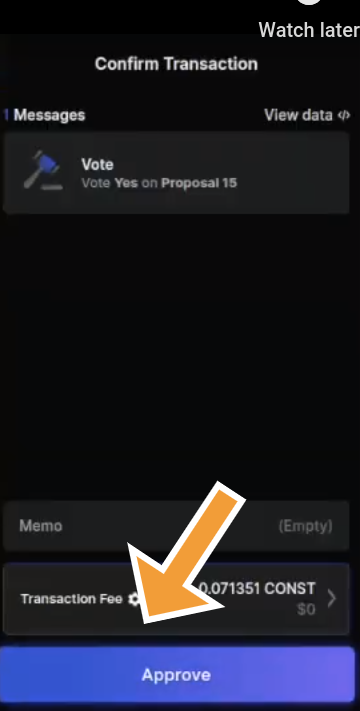 Watch later
Confirm Transaction
1 Messages
View data </>
Vote
Vote Yes on Proposal 15
Memo
(Empty)
Transaction Fee
0.071351 CONST
$0
Approve